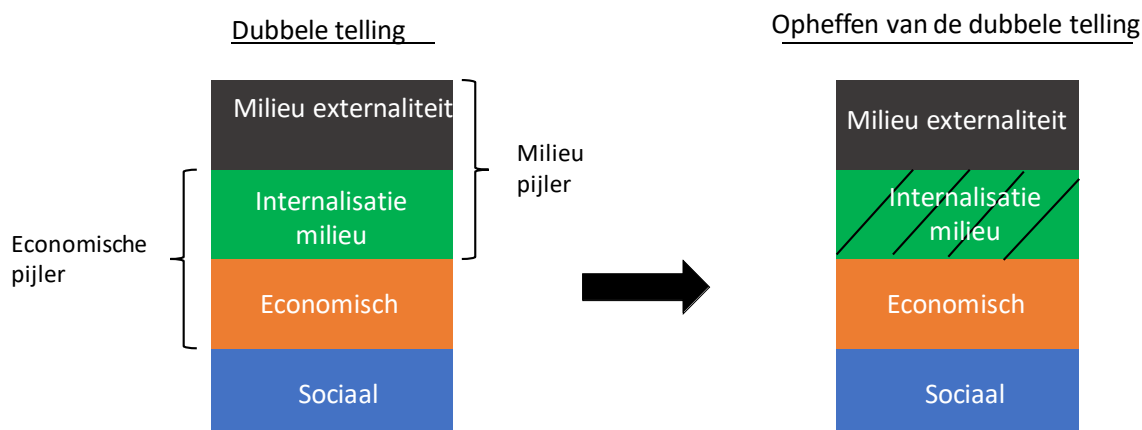 Dubbele telling
Opheffen van de dubbele telling
Milieu externaliteit
Internalisatie
milieu
Economisch
Sociaal
Economische
pijler
Milieu
pijler
Milieu externaliteit
Internalisatie
milieu
Economisch
Sociaal